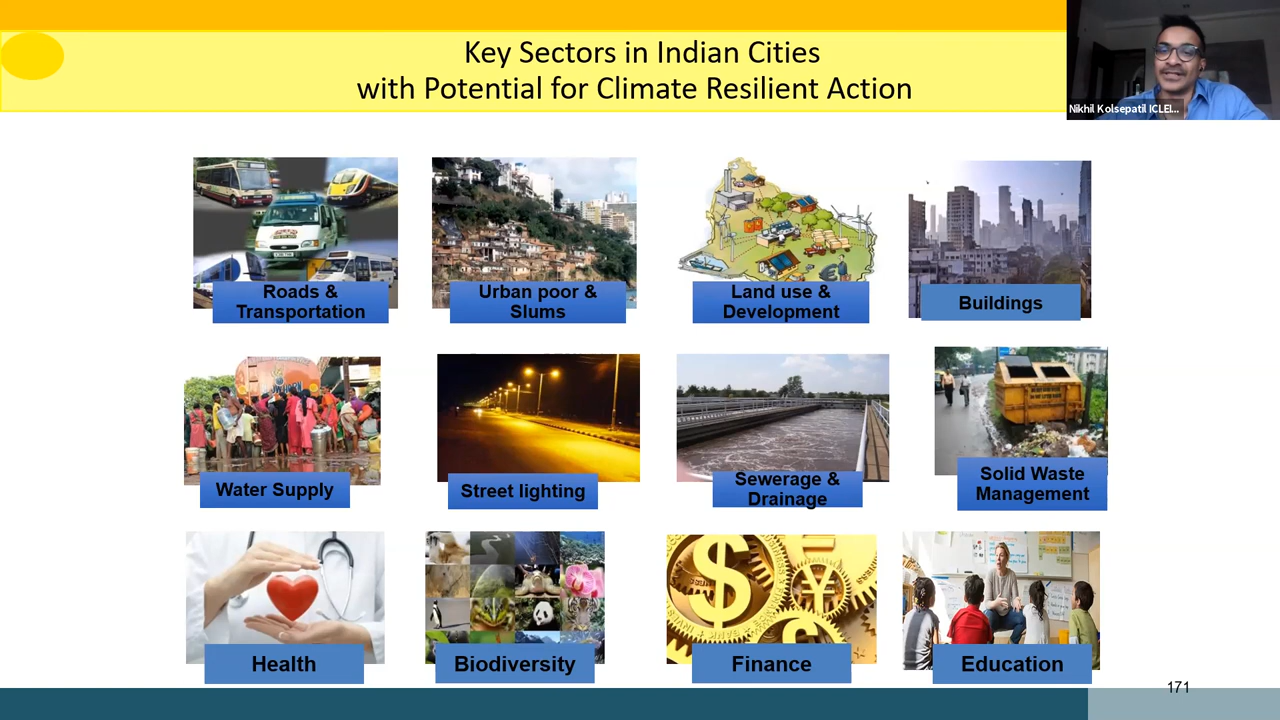 Key Sectors in Indian Cities
with Potential for Climate Resilient Action
Nikhil Kolsepatil ICLEI...
Roads &
Transportation
Urban poor &
Slums
Land use &
Development
Buildings
Water Supply
Street lighting
Sewerage &
Drainage
Solid Waste
Management
Health
Biodiversity
Finance
Education
171